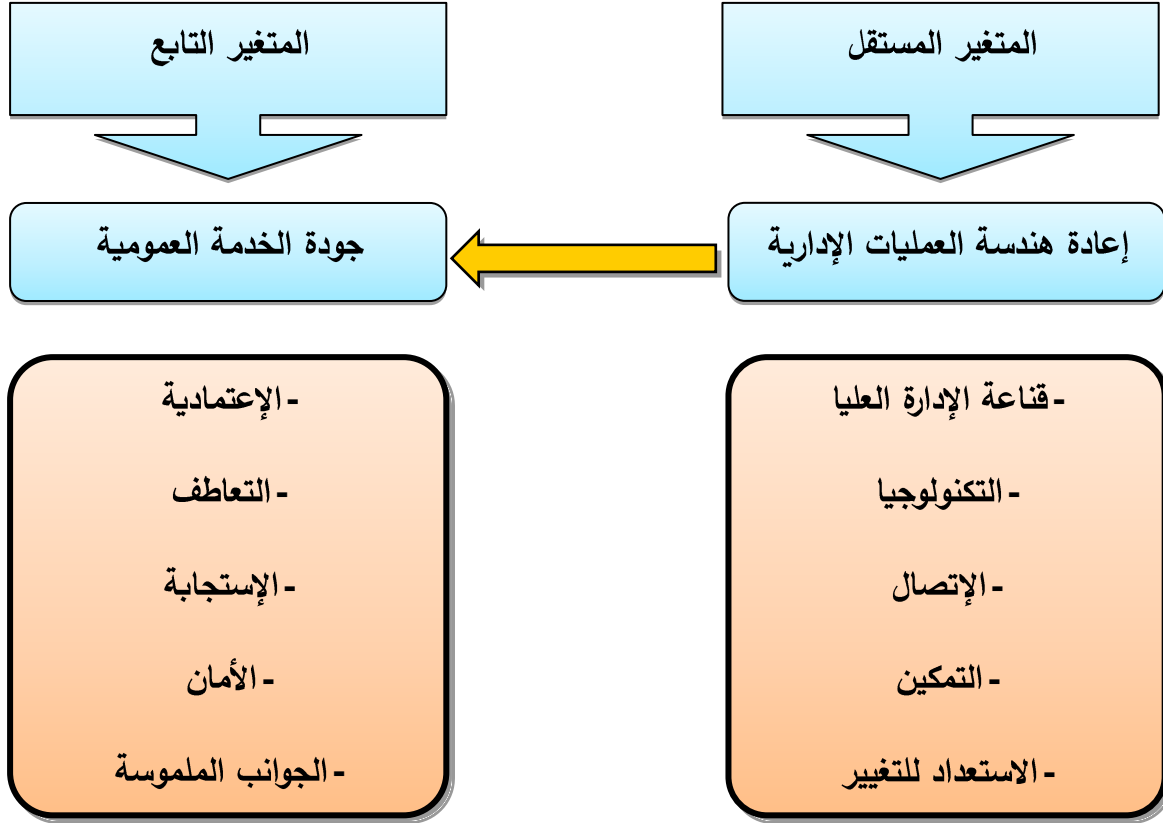 المتغير المستقل
المتغير التابع
إعادة هندسة العمليات الإدارية
جودة الخدمة العمومية
-قناعة الإدارة العليا
-التكنولوجيا
-الإتصال
-التمكين
-الاستعداد للتغيير
-الإعتمادية
-التعاطف
-الإستجابة
-الأمان
-الجوانب الملموسة